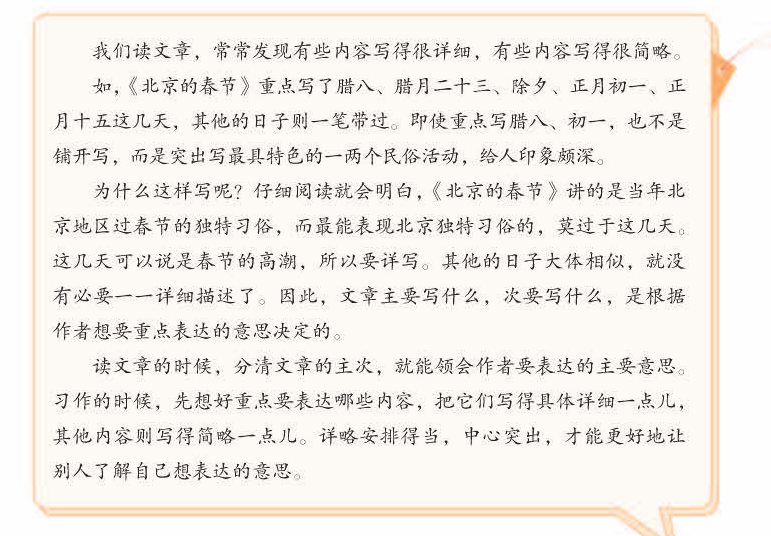 我们读文章，常常发现有些内容写得很详细，有些内容写得很简略。
如，《北京的春节》重点写了腊八、腊月二十三、除夕、正月初一、正
月十五这几天，其他的日子则一笔带过。即使重点写腊八、初一，也不是
铺开写，而是突出写最具特色的一两个民俗活动，给人印象颇深。
为什么这样写呢？仔细阅读就会明白，《北京的春节》讲的是当年北
京地区过春节的独特习俗，而最能表现北京独特习俗的，莫过于这几天。
这几天可以说是春节的高潮，所以要详写。其他的日子大体相似，就没
有必要一一详细描述了。因此，文章主要写什么，次要写什么，是根据
作者想要重点表达的意思决定的。
读文章的时候，分清文章的主次，就能领会作者要表达的主要意思。
习作的时候，先想好重点要表达哪些内容，把它们写得具体详细一点儿，
其他内容则写得简略一点儿。详略安排得当，中心突出，才能更好地让
别人了解自己想表达的意思。